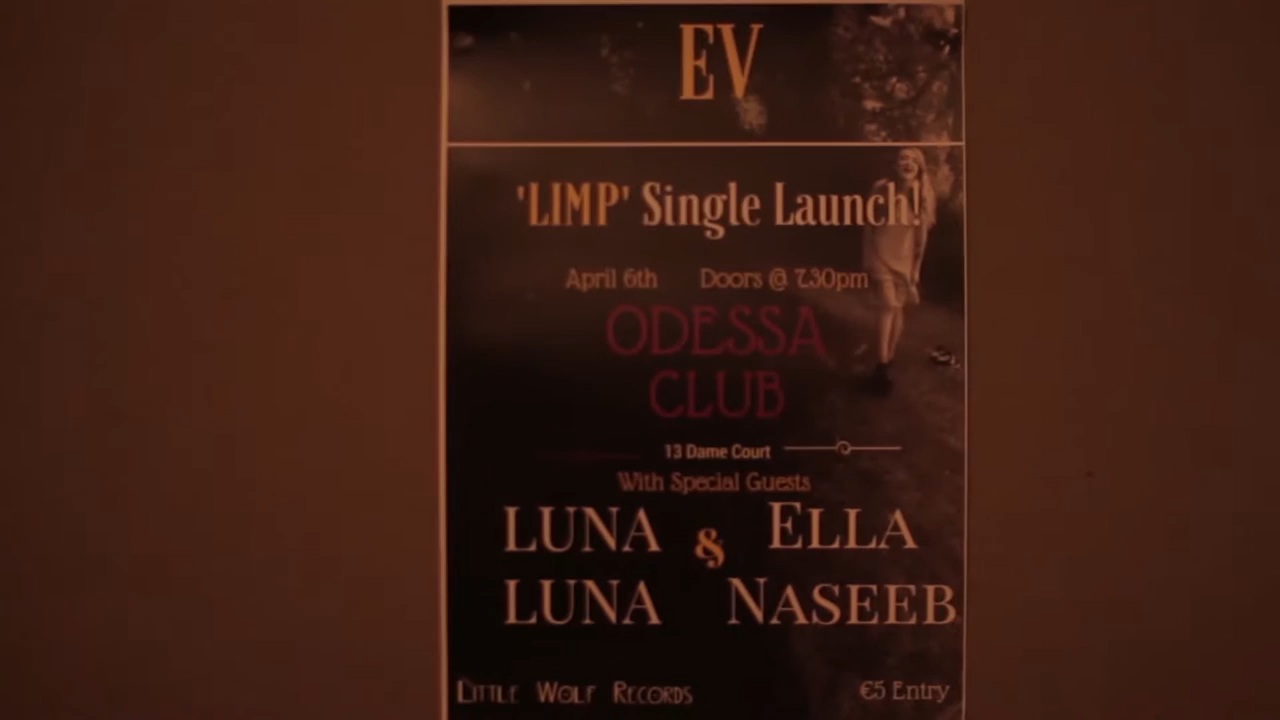 EV
'LIMP' Single Launch!
April 6th Doors @ 7.30pm
ODESSA
CLUB
13 Dame Court
With Special Guests
LUNA & ELLA
LUNA NASEEB
LITTLE WOLF RECORDS €5 Entry